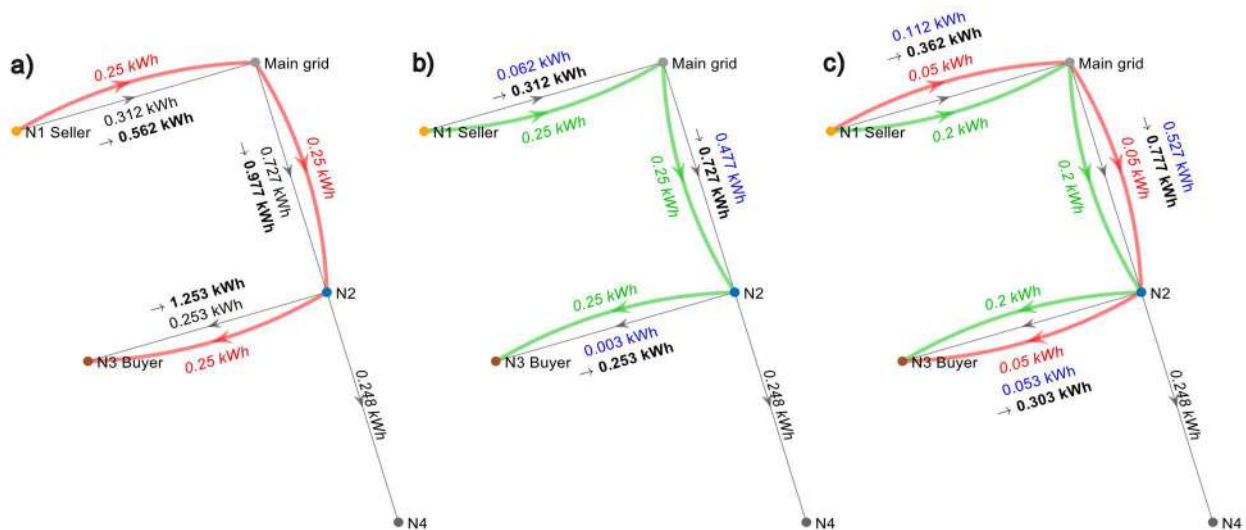 a)
0.25 kWh
Main grid
0.312 kWh
→ 0.562 kWh
N1 Seller
0.25 kWh
0.727 kWh
→ 0.977 kWh
→ 1.253 kWh
0.253 kWh
N2
N3 Buyer
0.25 kWh
0.248 kWh
N4
b)
0.062 kWh
→ 0.312 kWh
Main grid
N1 Seller
0.25 kWh
0.477 kWh
→ 0.727 kWh
0.25 kWh
0.25 kWh
N2
0.003 kWh
→ 0.253 kWh
N3 Buyer
0.248 kWh
N4
c)
0.112 kWh
→ 0.362 kWh
0.05 kWh
Main grid
N1 Seller
0.2 kWh
0.527 kWh
→ 0.777 kWh
0.05 kWh
0.2 kWh
0.2 kWh
N2
N3 Buyer
0.05 kWh
0.053 kWh
→ 0.303 kWh
0.248 kWh
N4